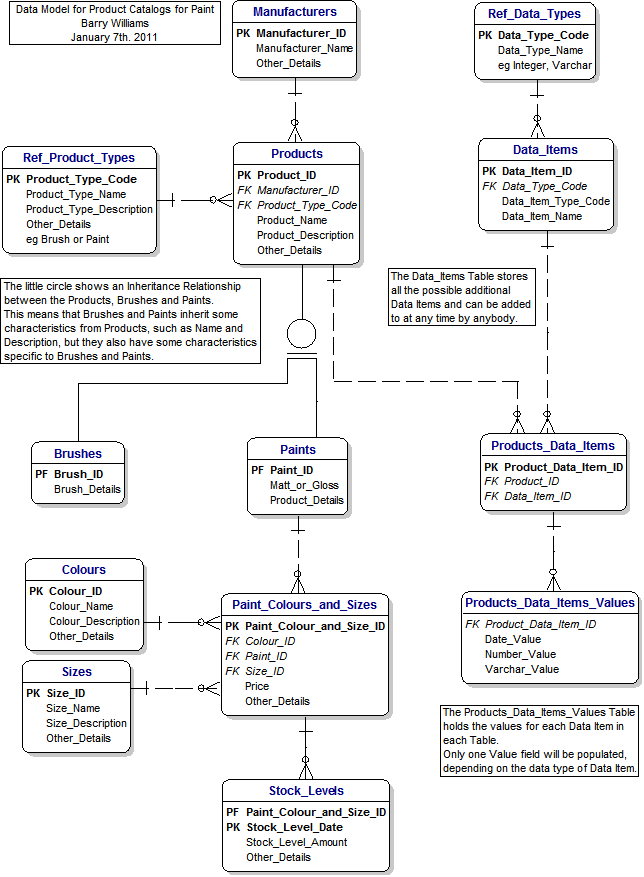 Data Model for Product Catalogs for Paint
Barry Williams
January 7th. 2011
Manufacturers
PK Manufacturer_ID
Manufacturer_Name
Other_Details
Ref_Data_Types
PK Data_Type_Code
Data_Type_Name
eg Integer, Varchar
Ref_Product_Types
PK Product_Type_Code
Product_Type_Name
Product_Type_Description
Other_Details
eg Brush or Paint
Products
PK Product_ID
FK Manufacturer_ID
FK Product_Type_Code
Product_Name
Product_Description
Other_Details
Data_Items
PK Data_Item_ID
FK Data_Type_Code
Data_Item_Type_Code
Data_Item_Name
The little circle shows an Inheritance Relationship
between the Products, Brushes and Paints.
This means that Brushes and Paints inherit some
characteristics from Products, such as Name and
Description, but they also have some characteristics
specific to Brushes and Paints.
The Data_Items Table stores
all the possible additional
Data Items and can be added
to at any time by anybody.
Brushes
PF Brush_ID
Brush_Details
Paints
PF Paint_ID
Matt_or_Gloss
Product_Details
Products_Data_Items
PK Product_Data_Item_ID
FK Product_ID
FK Data_Item_ID
Colours
PK Colour_ID
Colour_Name
Colour_Description
Other_Details
Paint_Colours_and_Sizes
PK Paint_Colour_and_Size_ID
FK Colour_ID
FK Paint_ID
FK Size_ID
Price
Other_Details
Products_Data_Items_Values
FK Product_Data_Item_ID
Date_Value
Number_Value
Varchar_Value
Sizes
PK Size_ID
Size_Name
Size_Description
Other_Details
The Products_Data_Items_Values Table
holds the values for each Data Item in
each Table.
Only one Value field will be populated,
depending on the data type of Data Item.
Stock_Levels
PF Paint_Colour_and_Size_ID
PK Stock_Level_Date
Stock_Level_Amount
Other_Details